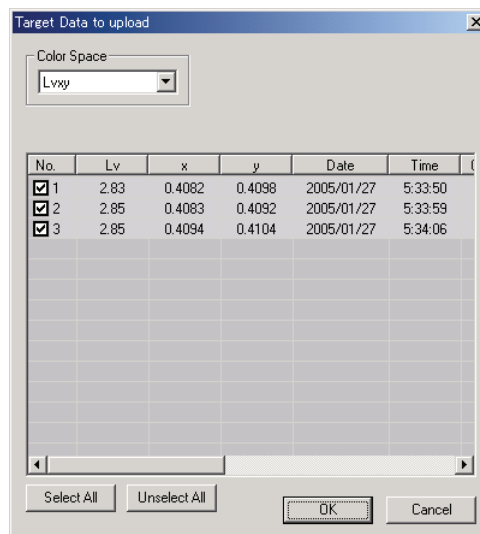 Target Data to upload
Color Space
Lvxy
No. Lv x y Date Time
1 2.83 0.4082 0.4098 2005/01/27 5:33:50
2 2.85 0.4083 0.4092 2005/01/27 5:33:59
3 2.85 0.4094 0.4104 2005/01/27 5:34:06
Select All Unselect All OK Cancel